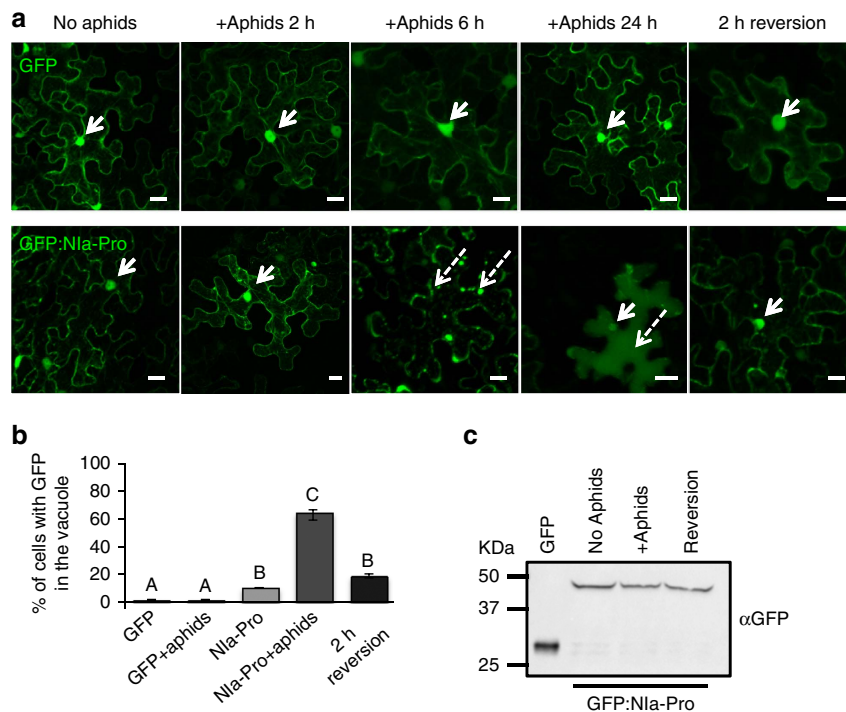 a
No aphids
+Aphids 2 h
+Aphids 6 h
+Aphids 24 h
2 h reversion
GFP
GFP:NIa-Pro
b
% of cells with GFP
in the vacuole
100
80
60
40
20
0
A
A
B
C
B
GFP
GFP+aphids
NIa-Pro
NIa-Pro+aphids
2 h
reversion
c
KDa
GFP
No Aphids
+Aphids
Reversion
50
37
25
αGFP
GFP:NIa-Pro